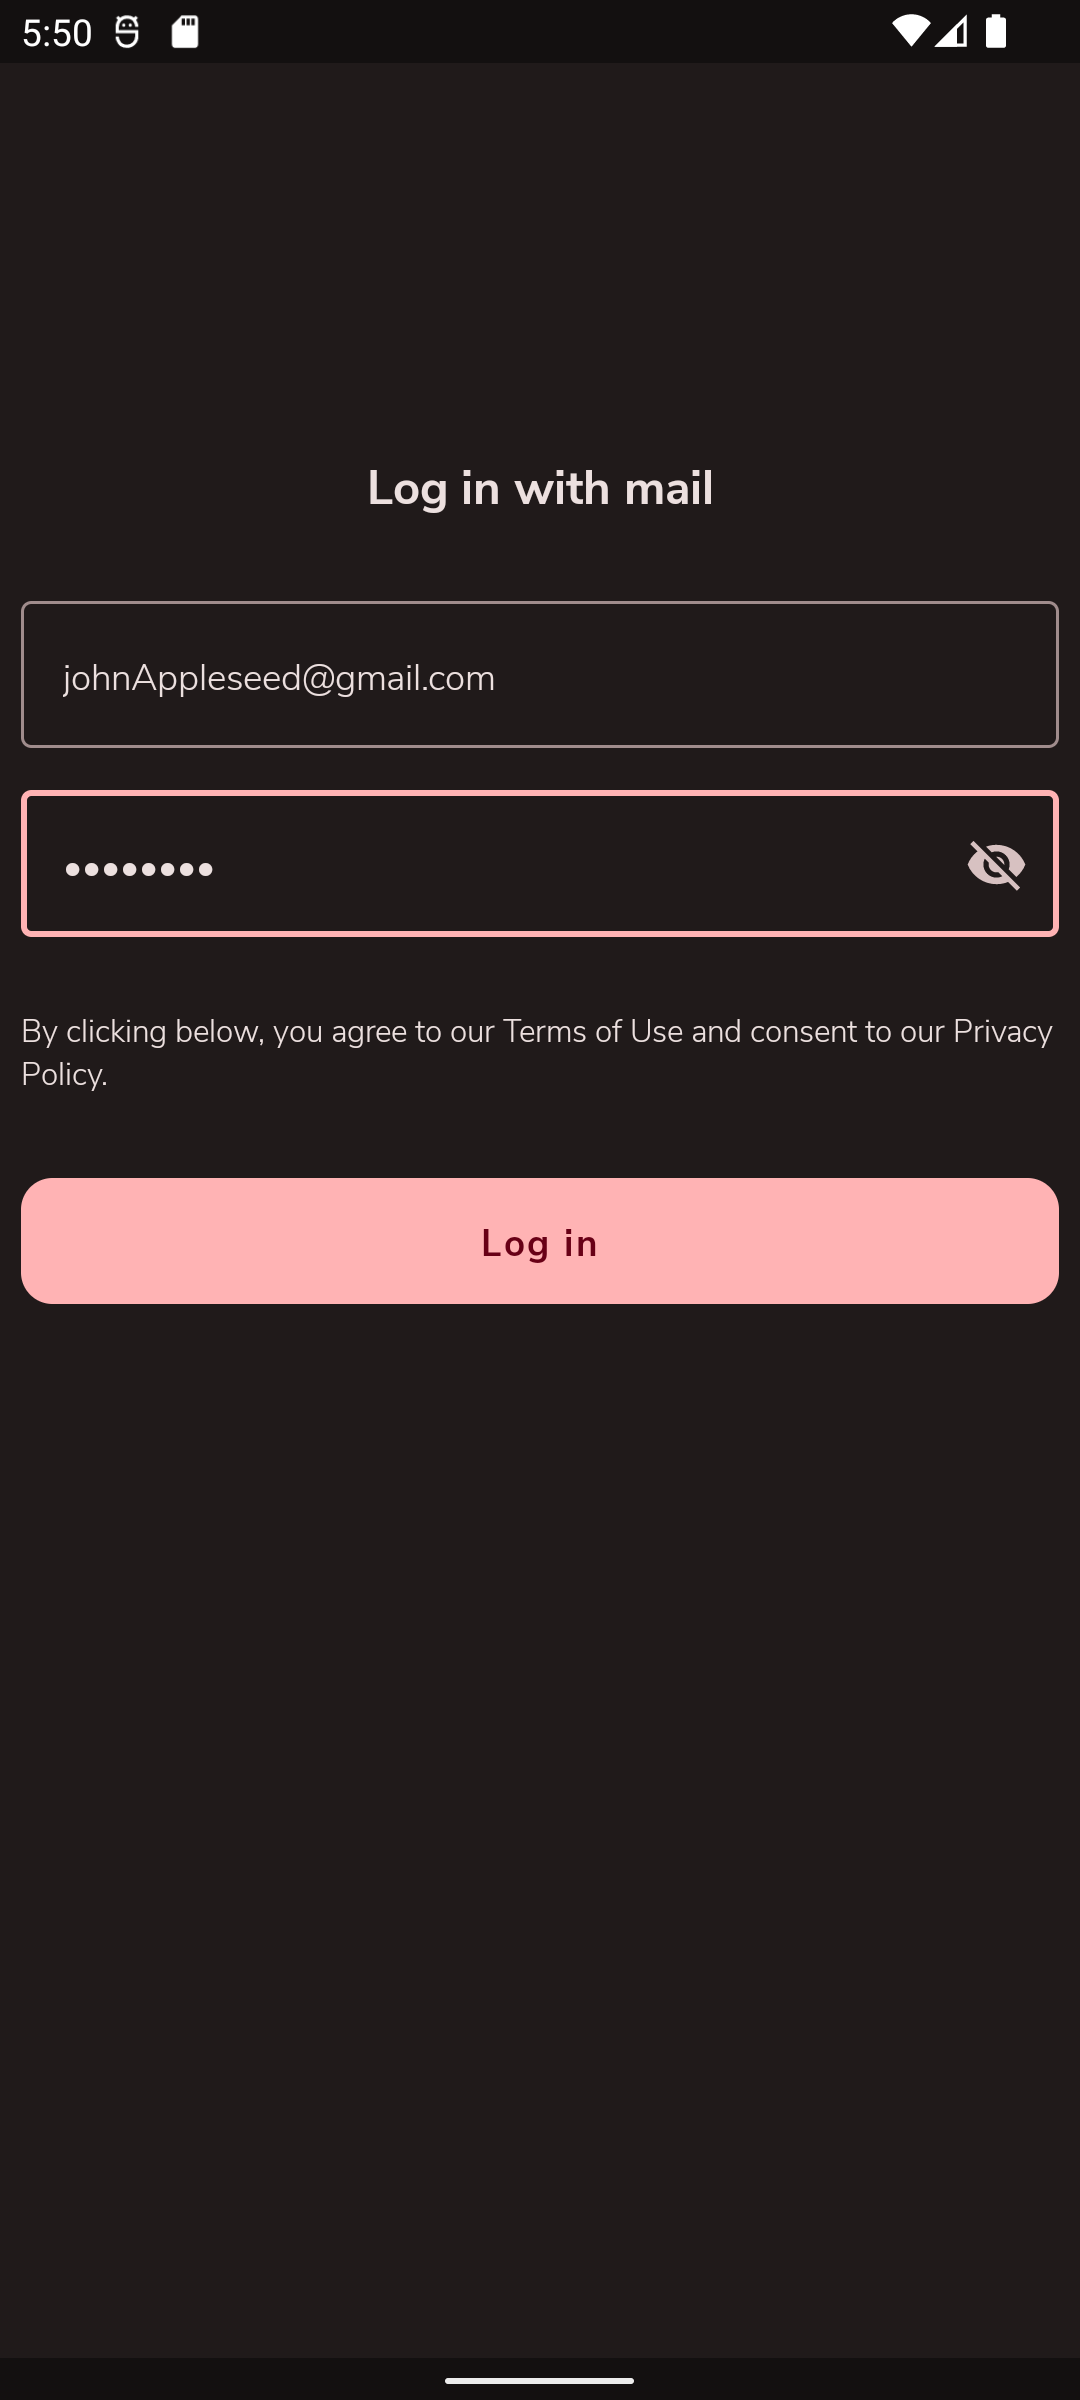 5:50
Log in with mail
johnAppleseed@gmail.com
••••••••
By clicking below, you agree to our Terms of Use and consent to our Privacy
Policy.
Log in